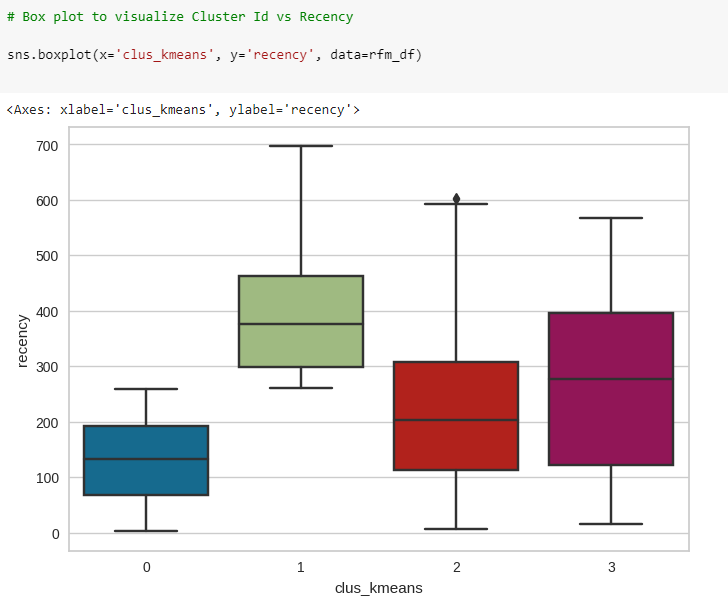 # Box plot to visualize Cluster Id vs Recency
sns.boxplot(x='clus_kmeans', y='recency', data=rfm_df)
<Axes: xlabel='clus_kmeans', ylabel='recency'>
700
600
500
400
300
200
100
0
recency
0 1 2 3
clus_kmeans